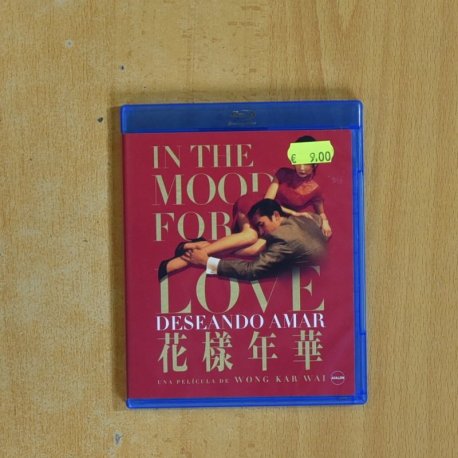 IN THE
MOOD
€ 9.00
FOR
LOVE
DESEANDO AMAR
花樣年華
UNA PELÍCULA DE WONG KAR WAI
AVALON